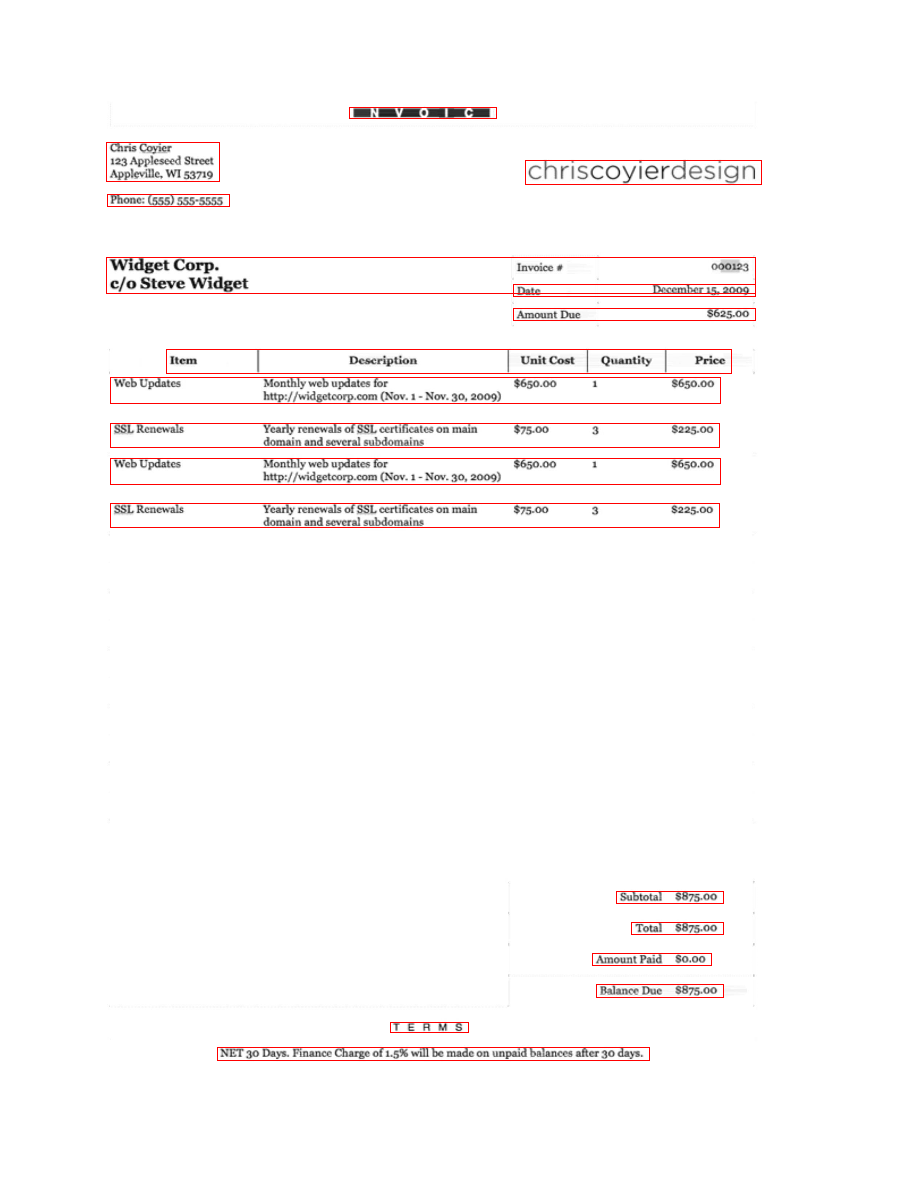 I N V O I C
Chris Coyier
123 Appleseed Street
Appleville, WI 53719
chriscoyierdesign
Phone: (555) 555-5555
Widget Corp.
c/o Steve Widget
Invoice # 000123
Date December 15, 2009
Amount Due $625.00
Item Description Unit Cost Quantity Price
Web Updates Monthly web updates for $650.00 1 $650.00
http://widgetcorp.com (Nov. 1 - Nov. 30, 2009)
SSL Renewals Yearly renewals of SSL certificates on main $75.00 3 $225.00
domain and several subdomains
Web Updates Monthly web updates for $650.00 1 $650.00
http://widgetcorp.com (Nov. 1 - Nov. 30, 2009)
SSL Renewals Yearly renewals of SSL certificates on main $75.00 3 $225.00
domain and several subdomains
Subtotal $875.00
Total $875.00
Amount Paid $0.00
Balance Due $875.00
T E R M S
NET 30 Days. Finance Charge of 1.5% will be made on unpaid balances after 30 days.